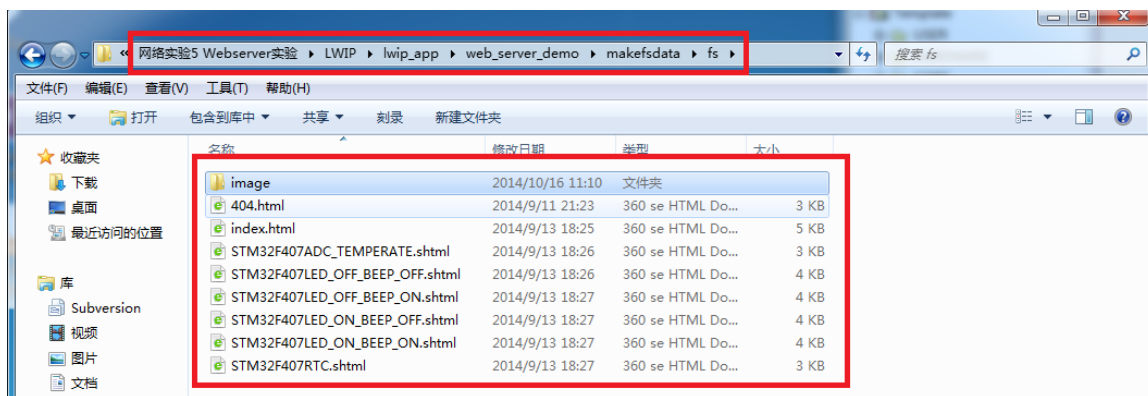 « 网络实验5 Webserver实验 ▸ LWIP ▸ lwip_app ▸ web_server_demo ▸ makefsdata ▸ fs ▸ 搜索 fs
文件(F) 编辑(E) 查看(V) 工具(T) 帮助(H)
组织 打开 包含到库中 共享 刻录 新建文件夹
名称 修改日期 类型 大小
收藏夹
下载
桌面
最近访问的位置
库
Subversion
视频
图片
文档
image 2014/10/16 11:10 文件夹
404.html 2014/9/11 21:23 360 se HTML Do... 3 KB
index.html 2014/9/13 18:25 360 se HTML Do... 5 KB
STM32F407ADC_TEMPERATE.shtml 2014/9/13 18:26 360 se HTML Do... 3 KB
STM32F407LED_OFF_BEEP_OFF.shtml 2014/9/13 18:26 360 se HTML Do... 4 KB
STM32F407LED_OFF_BEEP_ON.shtml 2014/9/13 18:27 360 se HTML Do... 4 KB
STM32F407LED_ON_BEEP_OFF.shtml 2014/9/13 18:27 360 se HTML Do... 4 KB
STM32F407LED_ON_BEEP_ON.shtml 2014/9/13 18:27 360 se HTML Do... 4 KB
STM32F407RTC.shtml 2014/9/13 18:27 360 se HTML Do... 3 KB